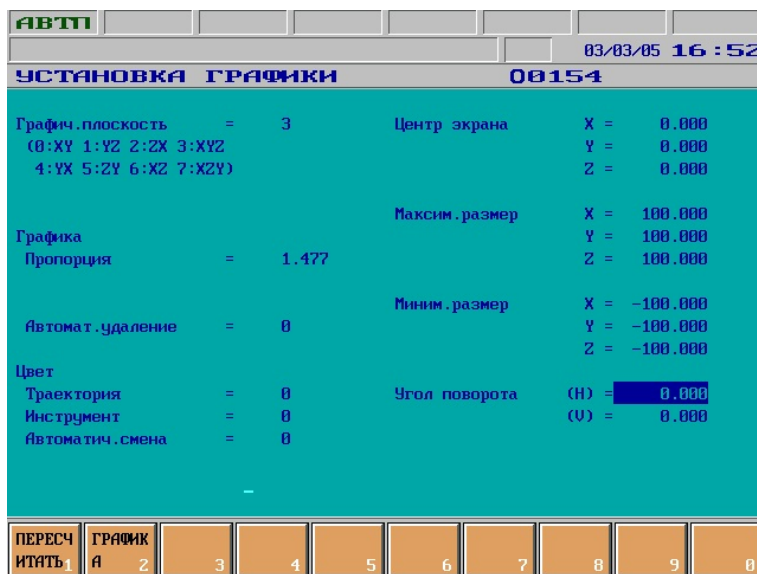 АВТП
03/03/05 16:52
УСТАНОВКА ГРАФИКИ O0154
Графич.плоскость = 3 Центр экрана X = 0.000
(0:XY 1:YZ 2:ZX 3:XYZ Y = 0.000
4:YX 5:ZY 6:XZ 7:XZY) Z = 0.000
Максим.размер X = 100.000
Графика Y = 100.000
Пропорция = 1.477 Z = 100.000
Миним.размер X = -100.000
Автомат.удаление = 0 Y = -100.000
Z = -100.000
Цвет
Траектория = 0 Угол поворота (H) = 0.000
Инструмент = 0 (V) = 0.000
Автоматич.смена = 0
ПЕРЕСЧ ГРАФИК
ИТАТЬ 1 А 2 3 4 5 6 7 8 9 0